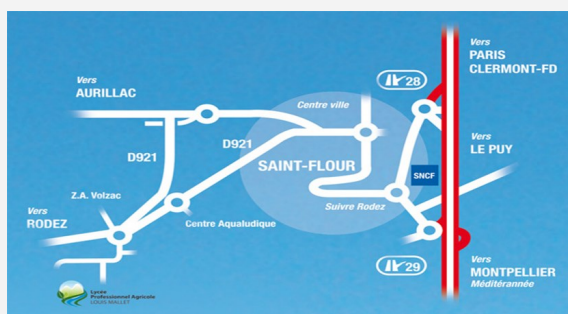 Vers
PARIS
CLERMONT-FD
28
Vers
AURILLAC
Centre ville
D921
D921
Vers
LE PUY
SAINT-FLOUR
SNCF
Z.A. Volzac
Suivre Rodez
Vers
RODEZ
Centre Aqualudique
29
Vers
MONTPELLIER
Méditérannée
Lycée
Professionnel Agricole
LOUIS MALLET